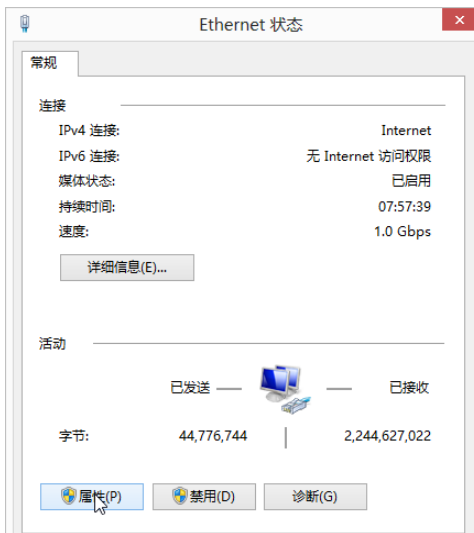 Ethernet 状态
常规
连接
IPv4 连接: Internet
IPv6 连接: 无 Internet 访问权限
媒体状态: 已启用
持续时间: 07:57:39
速度: 1.0 Gbps
详细信息(E)...
活动
已发送 已接收
字节: 44,776,744 2,244,627,022
属性(P) 禁用(D) 诊断(G)